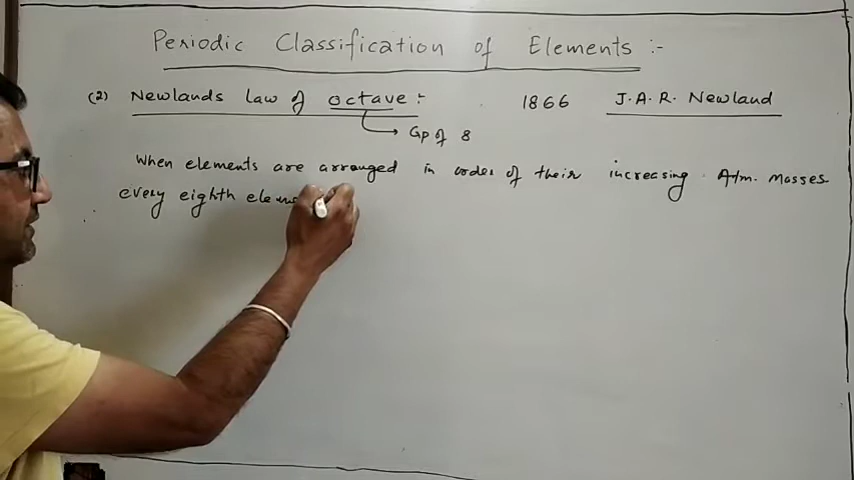 Periodic Classification of Elements :-
(2) Newlands Law of octave :- 1866 J.A.R. Newland
Gp of 8
When elements are arranged in order of their increasing Atm. masses
every eighth elem